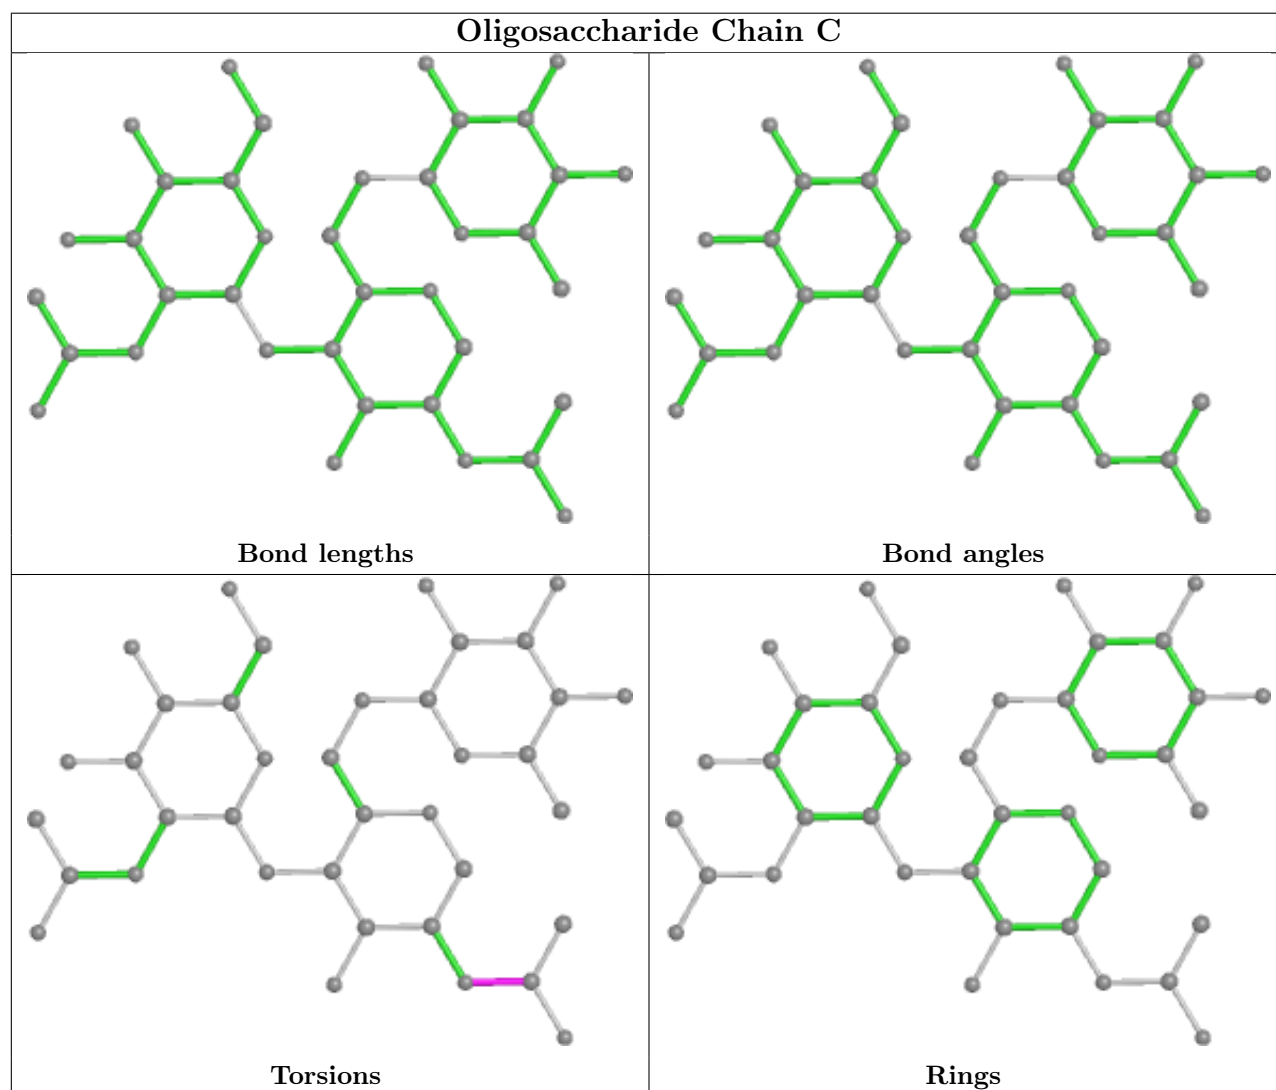 Oligosaccharide Chain C
Bond lengths
Bond angles
Torsions
Rings